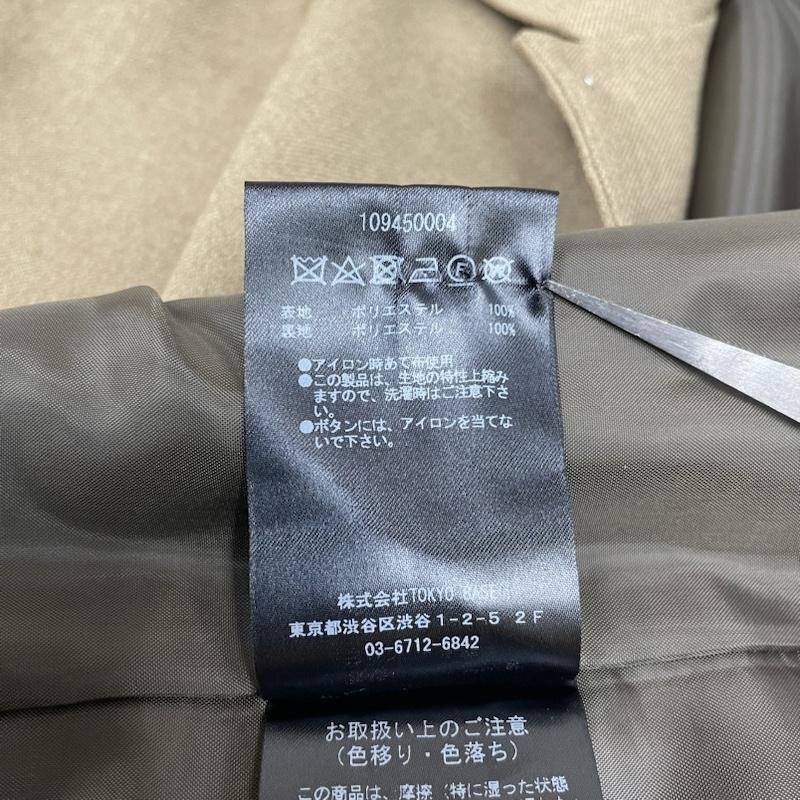 109450004
F W
表地 ポリエステル 100%
裏地 ポリエステル 100%
●アイロン時あて布使用
●この製品は、生地の特性上縮み
ますので、洗濯時はご注意下さ
い。
●ボタンには、アイロンを当てな
いで下さい。
株式会社TOKYO BASE
東京都渋谷区渋谷1-2-5 2F
03-6712-6842
お取扱い上のご注意
(色移り・色落ち)
この商品は、摩擦(特に湿った状態